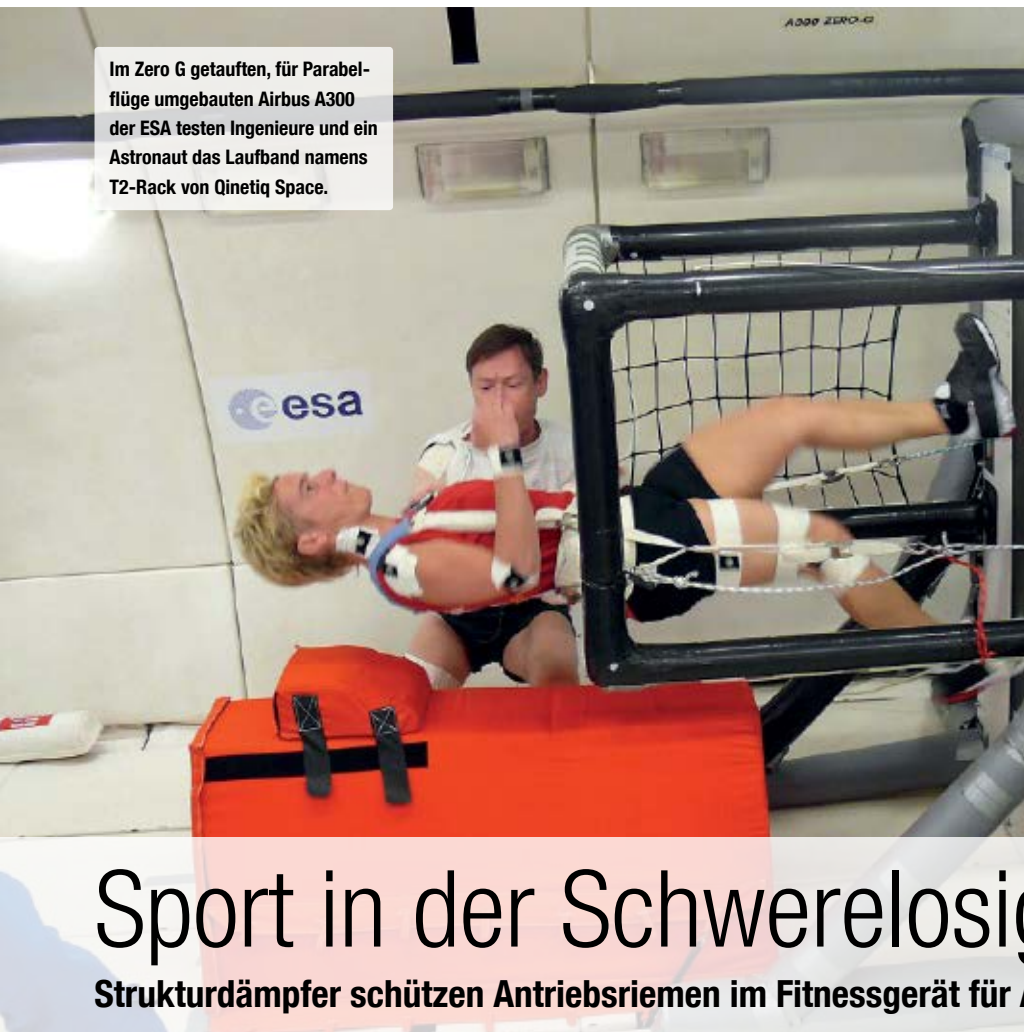 A300 ZERO-G
Im Zero G getauften, für Parabel-
flüge umgebauten Airbus A300
der ESA testen Ingenieure und ein
Astronaut das Laufband namens
T2-Rack von Qinetiq Space.
esa
Sport in der Schwerelosig
Strukturdämpfer schützen Antriebsriemen im Fitnessgerät für